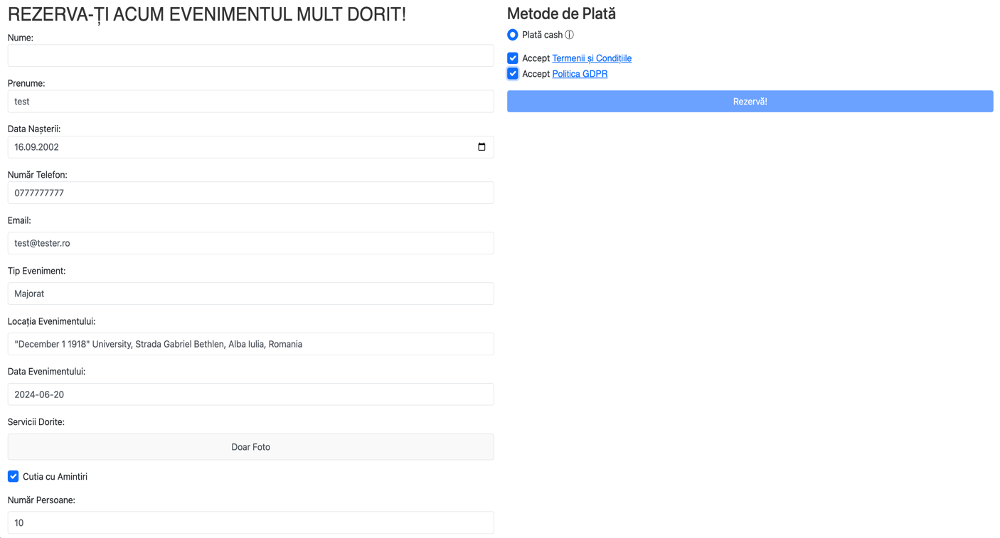 REZERVA-ȚI ACUM EVENIMENTUL MULT DORIT!
Nume:
Prenume:
test
Data Nașterii:
16.09.2002
Număr Telefon:
0777777777
Email:
test@tester.ro
Tip Eveniment:
Majorat
Locația Evenimentului:
"December 1 1918" University, Strada Gabriel Bethlen, Alba Iulia, Romania
Data Evenimentului:
2024-06-20
Servicii Dorite:
Doar Foto
Cutia cu Amintiri
Număr Persoane:
10
Metode de Plată
Plată cash ⓘ
Accept Termenii și Condițiile
Accept Politica GDPR
Rezervă!